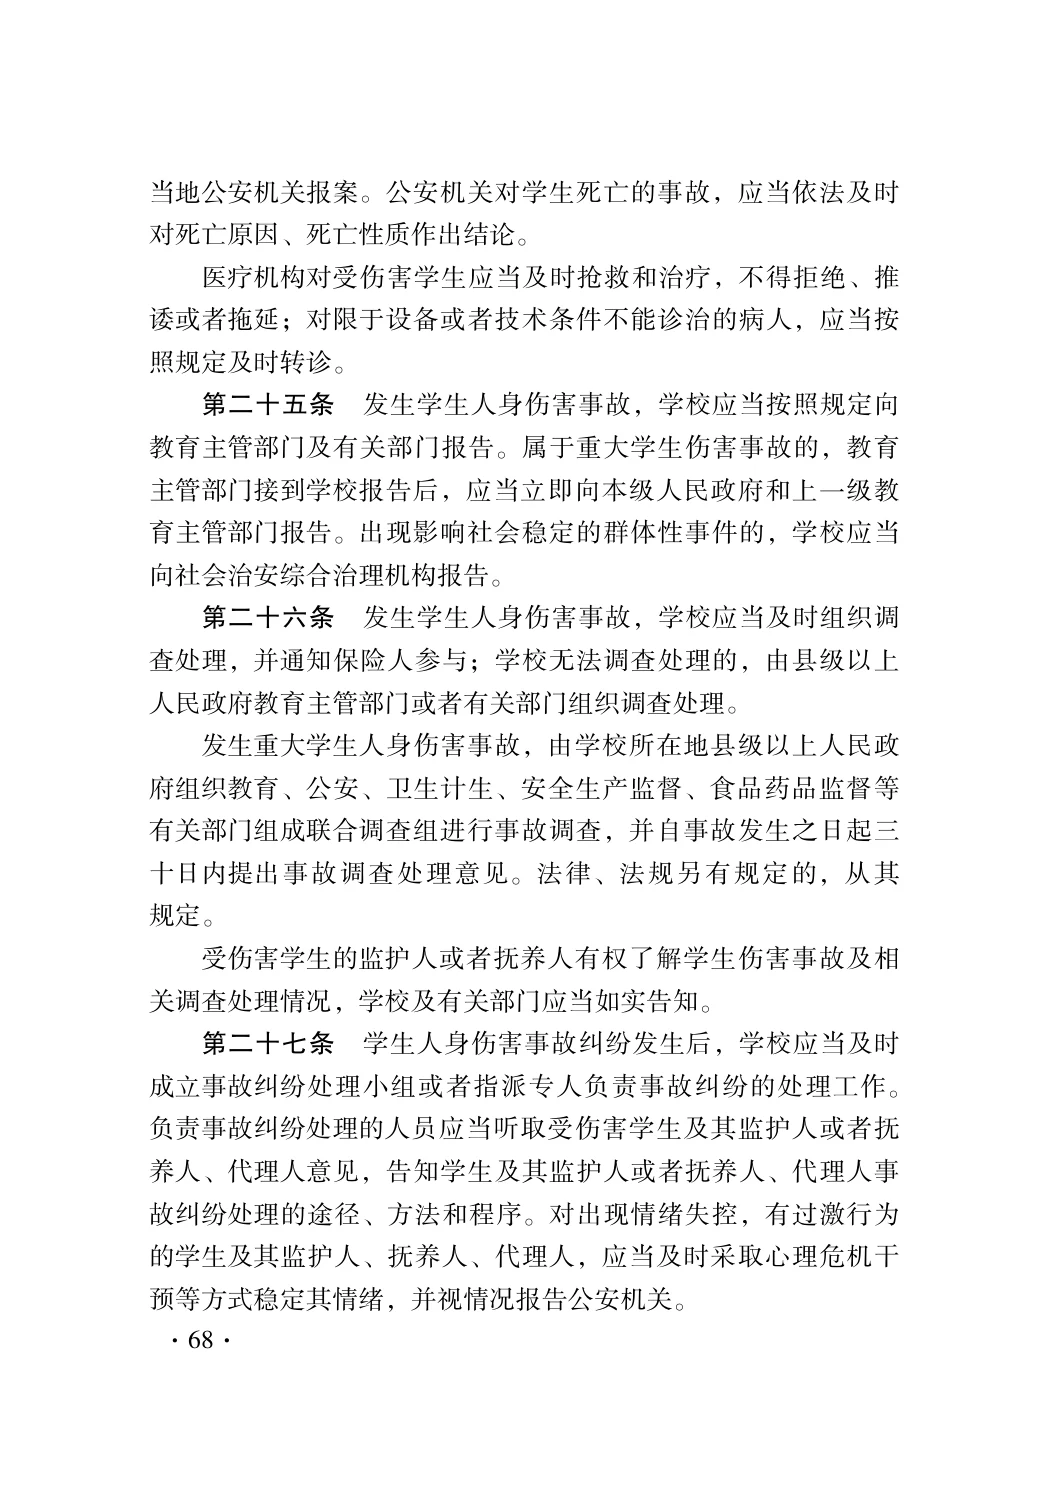 当地公安机关报案。公安机关对学生死亡的事故，应当依法及时
对死亡原因、死亡性质作出结论。
医疗机构对受伤害学生应当及时抢救和治疗，不得拒绝、推
诿或者拖延；对限于设备或者技术条件不能诊治的病人，应当按
照规定及时转诊。
第二十五条　发生学生人身伤害事故，学校应当按照规定向
教育主管部门及有关部门报告。属于重大学生伤害事故的，教育
主管部门接到学校报告后，应当立即向本级人民政府和上一级教
育主管部门报告。出现影响社会稳定的群体性事件的，学校应当
向社会治安综合治理机构报告。
第二十六条　发生学生人身伤害事故，学校应当及时组织调
查处理，并通知保险人参与；学校无法调查处理的，由县级以上
人民政府教育主管部门或者有关部门组织调查处理。
发生重大学生人身伤害事故，由学校所在地县级以上人民政
府组织教育、公安、卫生计生、安全生产监督、食品药品监督等
有关部门组成联合调查组进行事故调查，并自事故发生之日起三
十日内提出事故调查处理意见。法律、法规另有规定的，从其
规定。
受伤害学生的监护人或者抚养人有权了解学生伤害事故及相
关调查处理情况，学校及有关部门应当如实告知。
第二十七条　学生人身伤害事故纠纷发生后，学校应当及时
成立事故纠纷处理小组或者指派专人负责事故纠纷的处理工作。
负责事故纠纷处理的人员应当听取受伤害学生及其监护人或者抚
养人、代理人意见，告知学生及其监护人或者抚养人、代理人事
故纠纷处理的途径、方法和程序。对出现情绪失控，有过激行为
的学生及其监护人、抚养人、代理人，应当及时采取心理危机干
预等方式稳定其情绪，并视情况报告公安机关。
· 68 ·